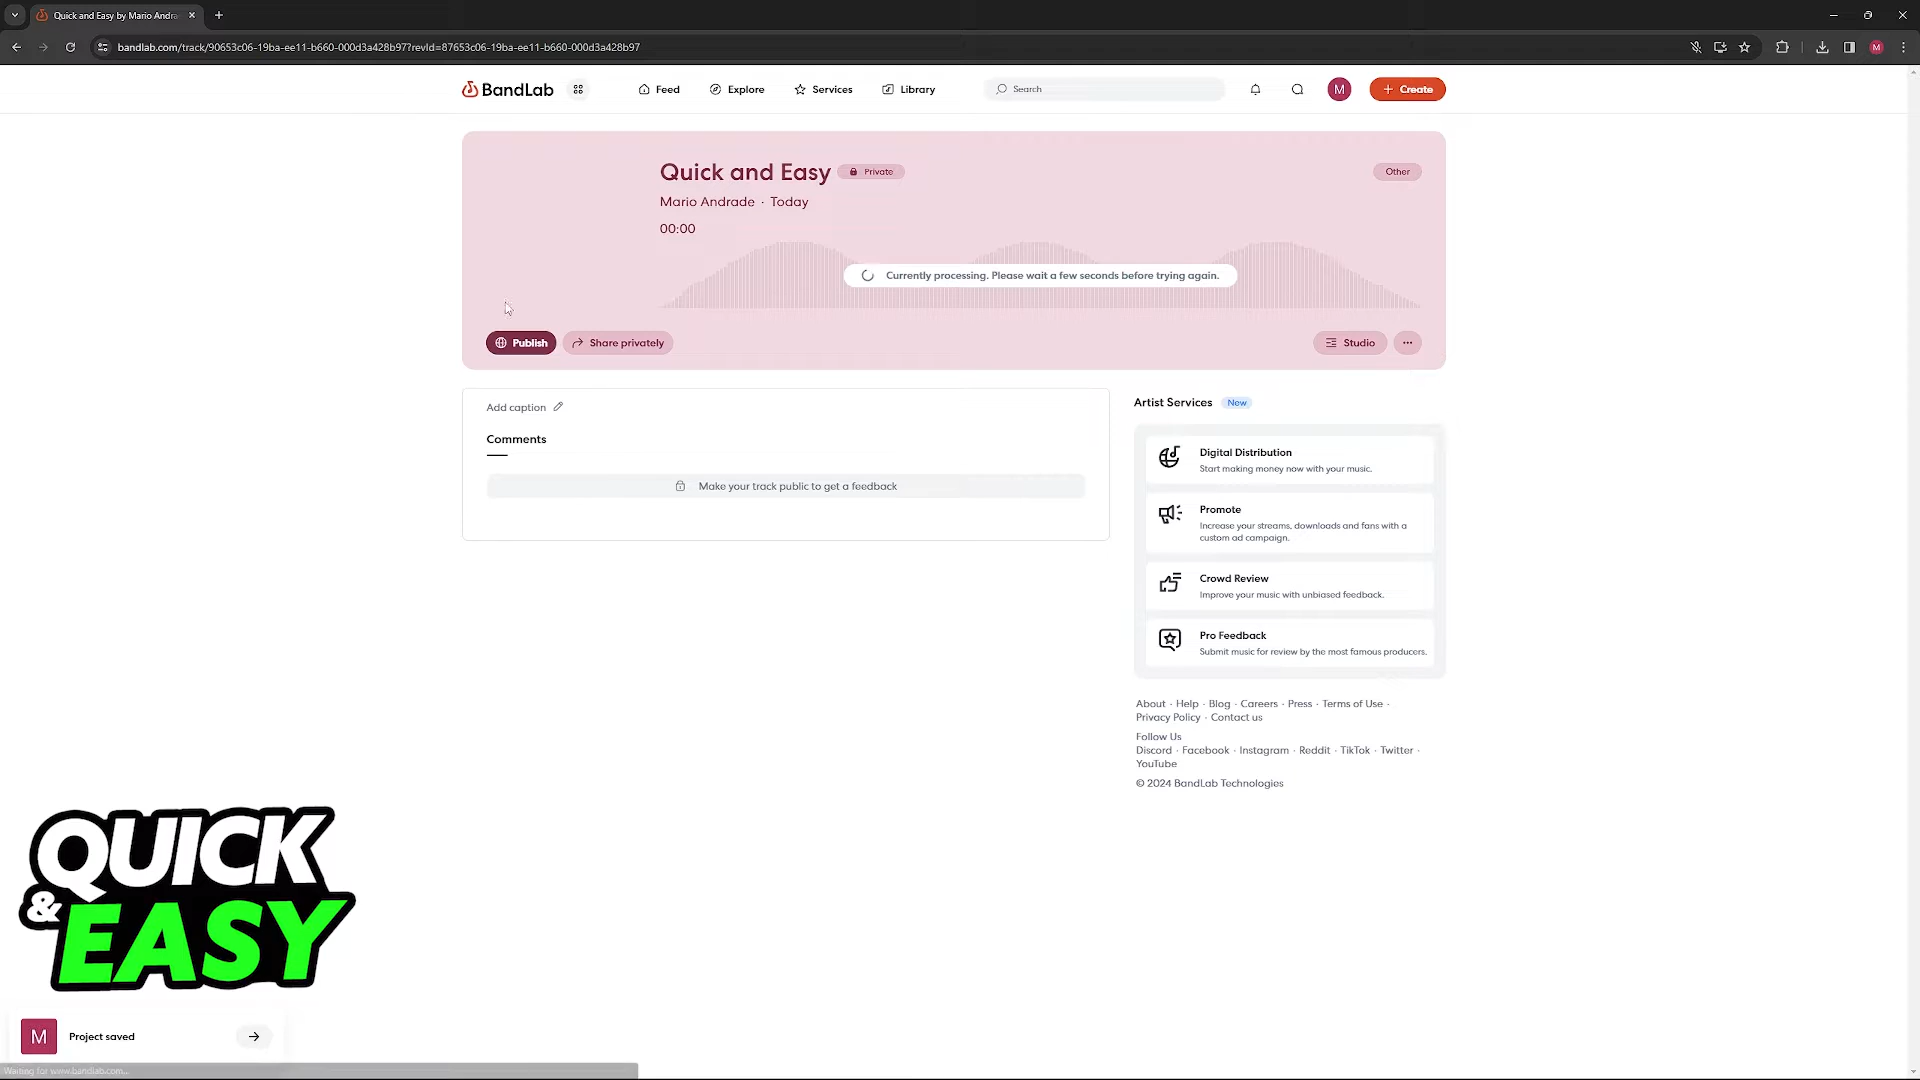 Quick and Easy by Mario Andra
bandlab.com/track/90653c06-19ba-ee11-b660-000d3a428b97?revId=87653c06-19ba-ee11-b660-000d3a428b97
M
BandLab
Feed
Explore
Services
Library
Search
M
+ Create
Quick and Easy
Private
Other
Mario Andrade · Today
00:00
Currently processing. Please wait a few seconds before trying again.
Publish
Share privately
Studio
Add caption
Comments
Make your track public to get a feedback
Artist Services
New
Digital Distribution
Start making money now with your music.
Promote
Increase your streams, downloads and fans with a
custom ad campaign.
Crowd Review
Improve your music with unbiased feedback.
Pro Feedback
Submit music for review by the most famous producers.
About · Help · Blog · Careers · Press · Terms of Use ·
Privacy Policy · Contact us
Follow Us
Discord · Facebook · Instagram · Reddit · TikTok · Twitter ·
YouTube
© 2024 BandLab Technologies
QUICK
& EASY
M
Project saved
Waiting for www.bandlab.com...